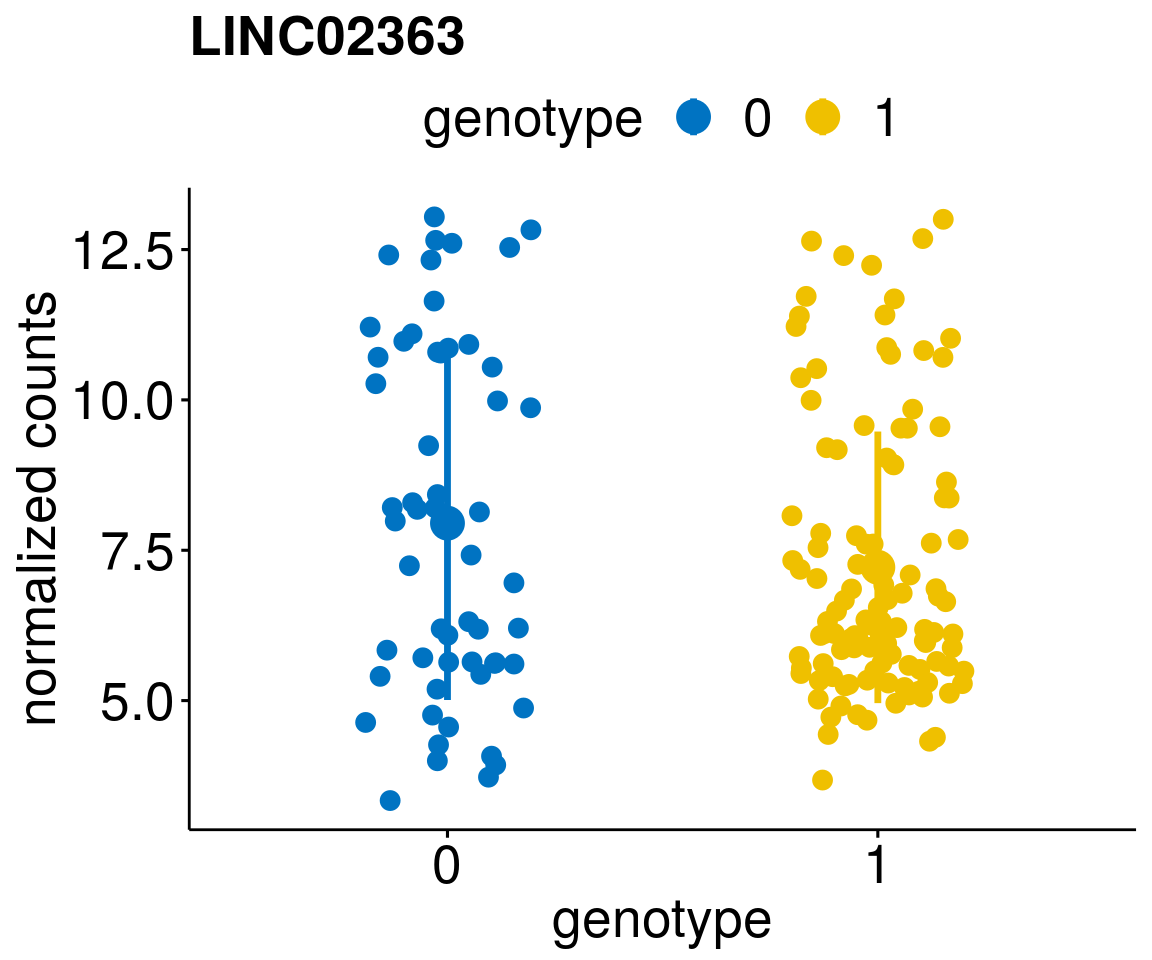 LINC02363
genotype 0 1
normalized counts
12.5
10.0
7.5
5.0
0 1
genotype